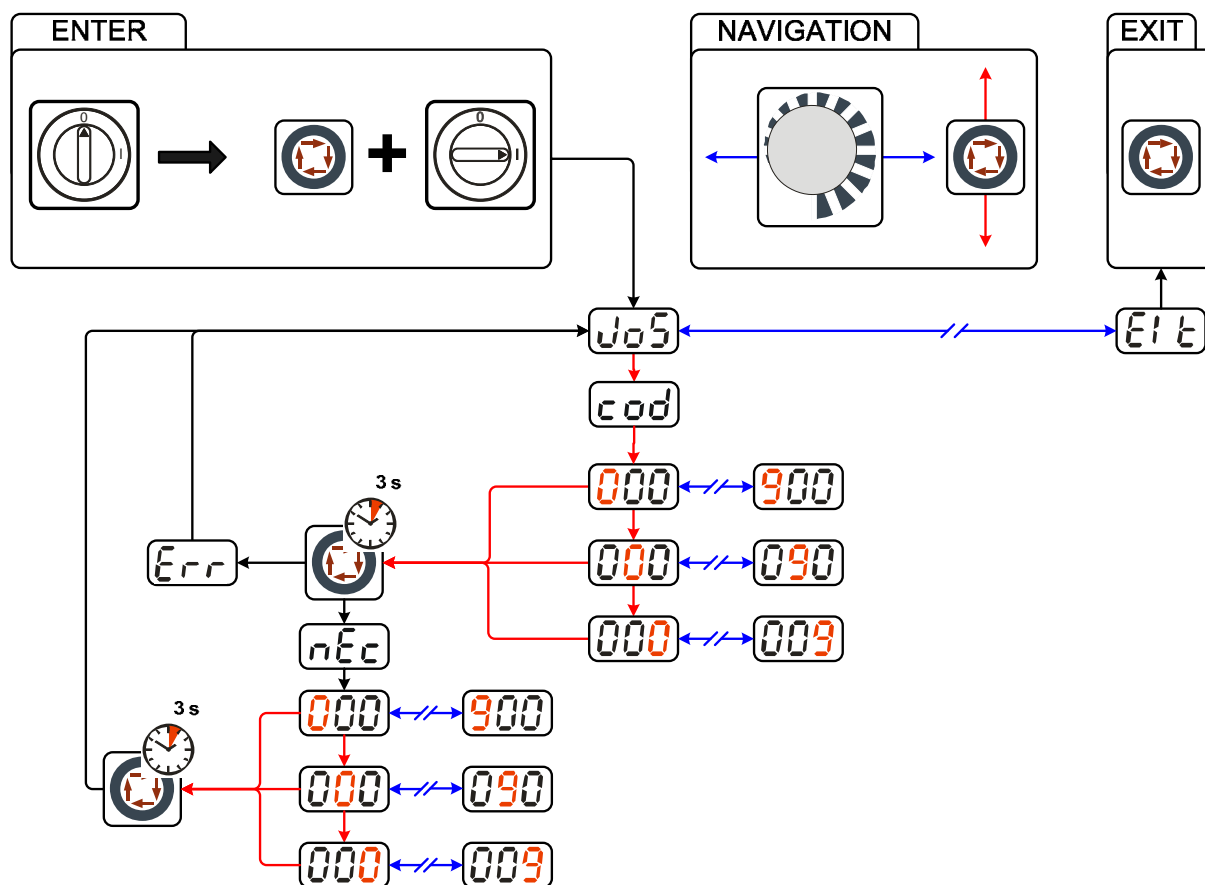 ENTER
NAVIGATION
EXIT
0
I
0
I
JoS
EIt
cod
000
900
3 s
Err
000
090
nEc
000
009
000
900
3 s
000
090
000
009